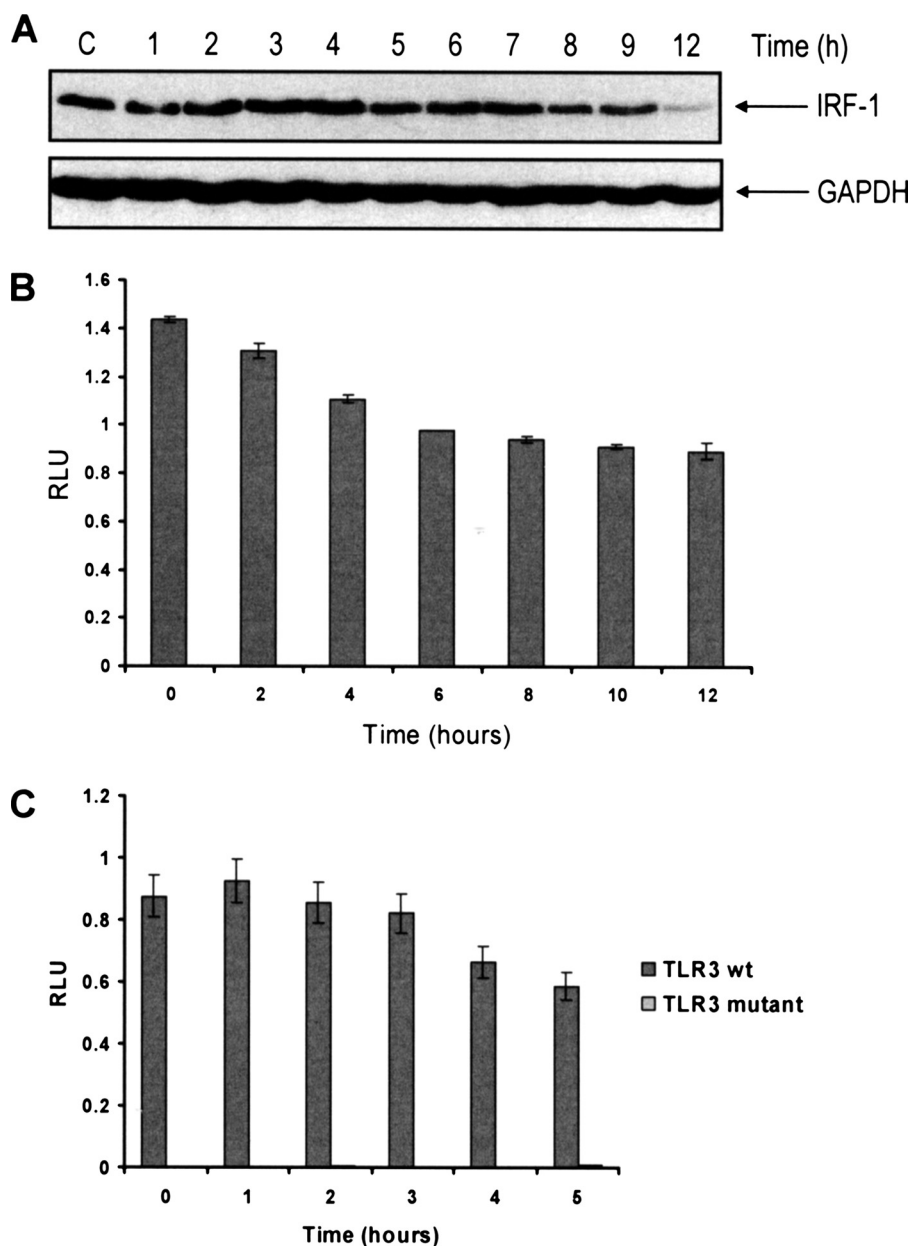 A
C 1 2 3 4 5 6 7 8 9 12 Time (h)
IRF-1
GAPDH
B
1.6
1.4
1.2
1
0.8
0.6
0.4
0.2
0
RLU
0 2 4 6 8 10 12
Time (hours)
C
1.2
1
0.8
0.6
0.4
0.2
0
RLU
TLR3 wt
TLR3 mutant
0 1 2 3 4 5
Time (hours)